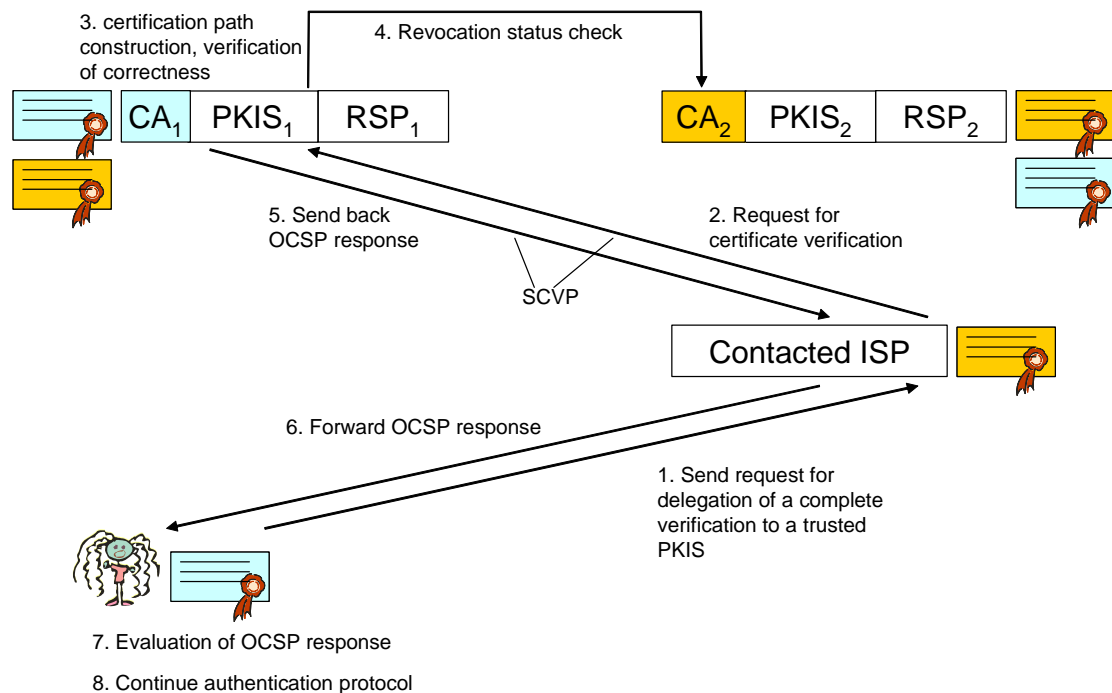 3. certification path
construction, verification
of correctness
4. Revocation status check
CA₁ PKIS₁ RSP₁
CA₂ PKIS₂ RSP₂
5. Send back
OCSP response
2. Request for
certificate verification
SCVP
Contacted ISP
6. Forward OCSP response
1. Send request for
delegation of a complete
verification to a trusted
PKIS
7. Evaluation of OCSP response
8. Continue authentication protocol